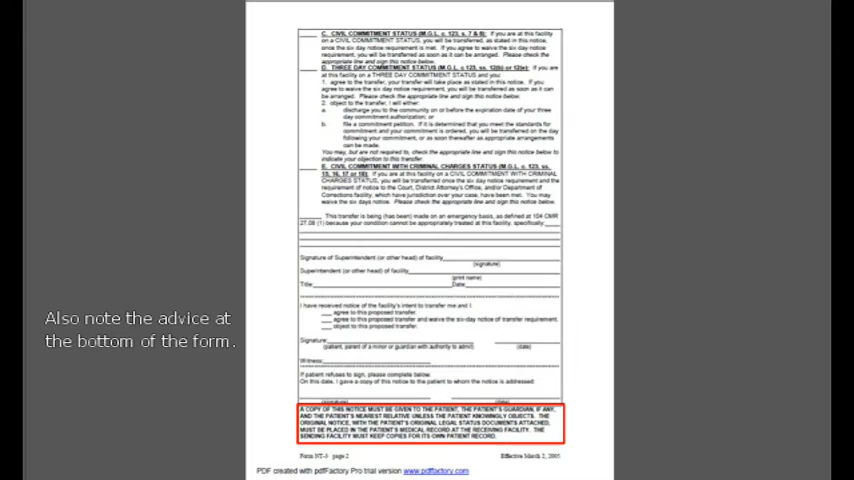 C. CIVIL COMMITMENT STATUS (M.G.L. c. 123, s. 7 & 8): If you are at this facility
on a CIVIL COMMITMENT STATUS, you will be transferred, as stated in this notice,
once the six day notice requirement is met. If you agree to waive the six day
notice requirement, you will be transferred as soon as it can be arranged. Please check the
appropriate line and sign this notice below.
D. THREE DAY COMMITMENT STATUS (M.G.L. c 123, ss. 12(b) or 12(e): If you are
at this facility on a THREE DAY COMMITMENT STATUS and you
1. agree to the transfer, your transfer will take place as stated in this notice. If you
agree to waive the six day notice requirement, you will be transferred as soon as it can
be arranged. Please check the appropriate line and sign this notice below.
2. object to the transfer, I will either:
a. discharge you to the community on or before the expiration date of your three
day commitment authorization; or
b. file a commitment petition. If it is determined that you meet the standards for
commitment and your commitment is ordered, you will be transferred on the day
following your commitment, or as soon thereafter as appropriate arrangements
can be made.
You may, but are not required to, check the appropriate line and sign this notice below to
indicate your objection to this transfer.
E. CIVIL COMMITMENT WITH CRIMINAL CHARGES STATUS (M.G.L. c. 123, ss.
15, 16, 17 or 18): If you are at this facility on a CIVIL COMMITMENT WITH CRIMINAL
CHARGES STATUS, you will be transferred once the six day notice requirement and the
requirement of notice to the Court, District Attorney's Office, and/or Department of
Corrections facility, which have jurisdiction over your case, have been met. You may
waive the six days notice. Please check the appropriate line and sign this notice below.
This transfer is being (has been) made on an emergency basis, as defined at 104 CMR
27.08 (1) because your condition cannot be appropriately treated at this facility, specifically:
Signature of Superintendent (or other head) of facility
(signature)
Superintendent (or other head) of facility
(print name)
Title: Date:
I have received notice of the facility's intent to transfer me and I:
agree to this proposed transfer.
agree to this proposed transfer and waive the six-day notice of transfer requirement.
object to this proposed transfer.
Signature:
(patient, parent of a minor or guardian with authority to admit) (date)
Witness:
If patient refuses to sign, please complete below.
On this date, I gave a copy of this notice to the patient to whom the notice is addressed:
(signature) (date)
Also note the advice at
the bottom of the form.
A COPY OF THIS NOTICE MUST BE GIVEN TO THE PATIENT, THE PATIENT'S GUARDIAN, IF ANY,
AND THE PATIENT'S NEAREST RELATIVE UNLESS THE PATIENT KNOWINGLY OBJECTS. THE
ORIGINAL NOTICE, WITH THE PATIENT'S ORIGINAL LEGAL STATUS DOCUMENTS ATTACHED,
MUST BE PLACED IN THE PATIENT'S MEDICAL RECORD AT THE RECEIVING FACILITY. THE
SENDING FACILITY MUST KEEP COPIES FOR ITS OWN PATIENT RECORD.
Form NT-3 page 2 Effective March 2, 2005
PDF created with pdfFactory Pro trial version www.pdffactory.com